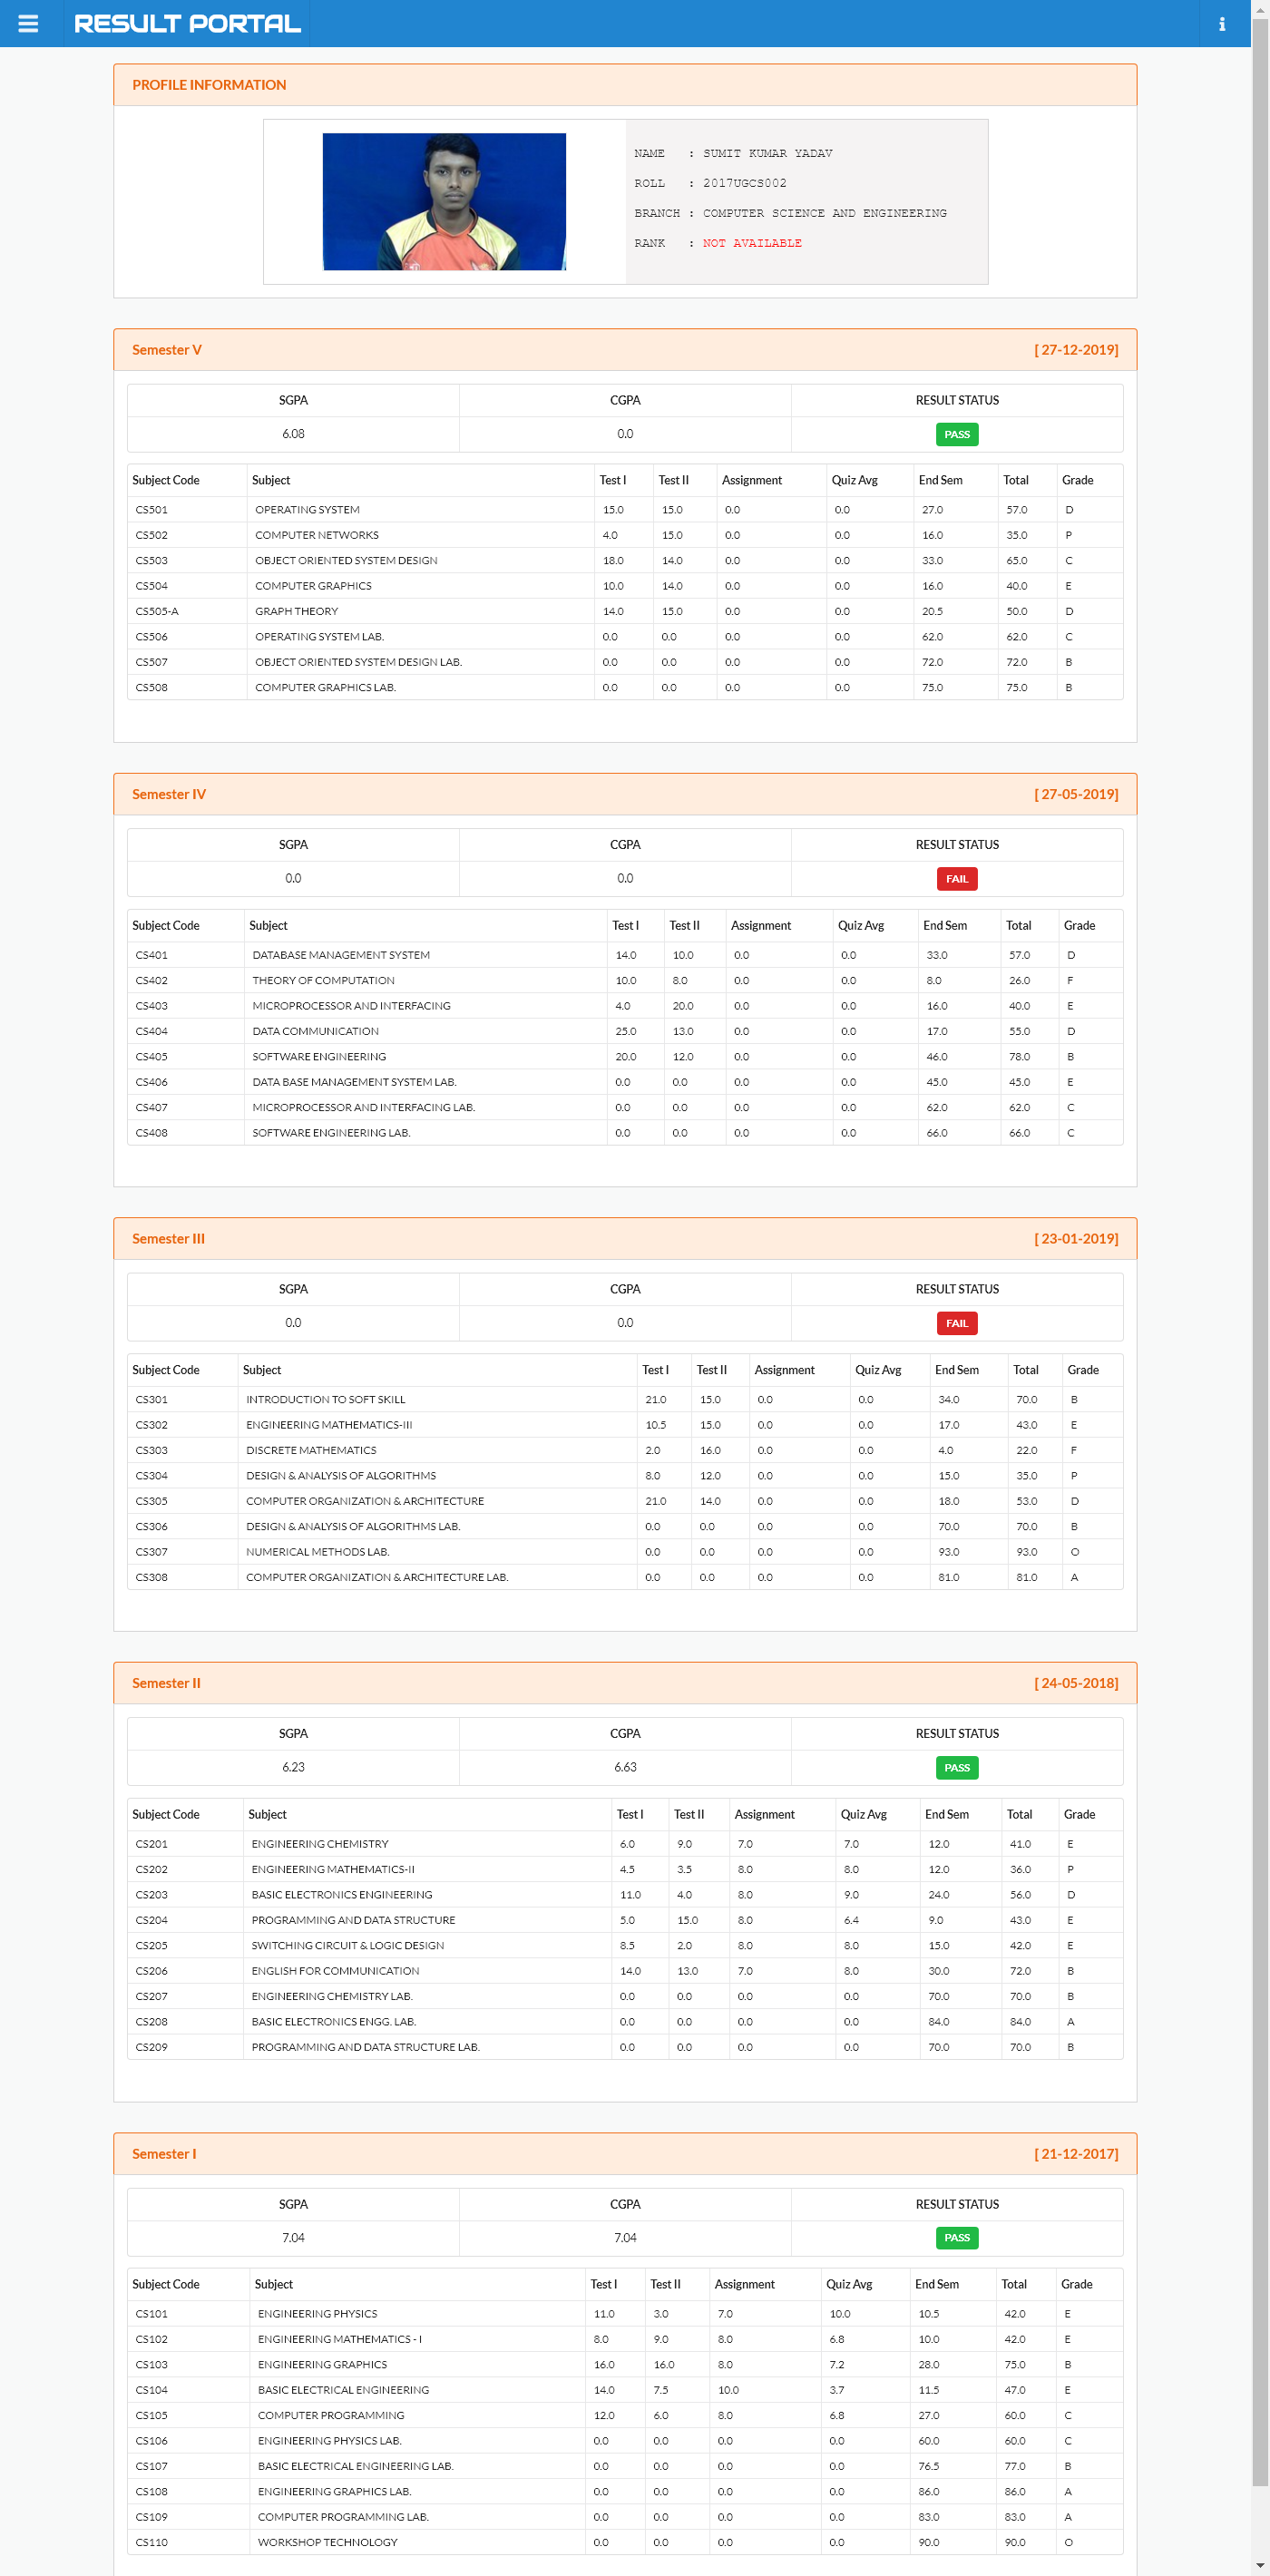 RESULT PORTAL
PROFILE INFORMATION
NAME : SUMIT KUMAR YADAV
ROLL : 2017UGCS002
BRANCH : COMPUTER SCIENCE AND ENGINEERING
RANK : NOT AVAILABLE
Semester V [ 27-12-2019]
SGPA CGPA RESULT STATUS
6.08 0.0 PASS
Subject Code Subject Test I Test II Assignment Quiz Avg End Sem Total Grade
CS501 OPERATING SYSTEM 15.0 15.0 0.0 0.0 27.0 57.0 D
CS502 COMPUTER NETWORKS 4.0 15.0 0.0 0.0 16.0 35.0 P
CS503 OBJECT ORIENTED SYSTEM DESIGN 18.0 14.0 0.0 0.0 33.0 65.0 C
CS504 COMPUTER GRAPHICS 10.0 14.0 0.0 0.0 16.0 40.0 E
CS505-A GRAPH THEORY 14.0 15.0 0.0 0.0 20.5 50.0 D
CS506 OPERATING SYSTEM LAB. 0.0 0.0 0.0 0.0 62.0 62.0 C
CS507 OBJECT ORIENTED SYSTEM DESIGN LAB. 0.0 0.0 0.0 0.0 72.0 72.0 B
CS508 COMPUTER GRAPHICS LAB. 0.0 0.0 0.0 0.0 75.0 75.0 B
Semester IV [ 27-05-2019]
SGPA CGPA RESULT STATUS
0.0 0.0 FAIL
Subject Code Subject Test I Test II Assignment Quiz Avg End Sem Total Grade
CS401 DATABASE MANAGEMENT SYSTEM 14.0 10.0 0.0 0.0 33.0 57.0 D
CS402 THEORY OF COMPUTATION 10.0 8.0 0.0 0.0 8.0 26.0 F
CS403 MICROPROCESSOR AND INTERFACING 4.0 20.0 0.0 0.0 16.0 40.0 E
CS404 DATA COMMUNICATION 25.0 13.0 0.0 0.0 17.0 55.0 D
CS405 SOFTWARE ENGINEERING 20.0 12.0 0.0 0.0 46.0 78.0 B
CS406 DATA BASE MANAGEMENT SYSTEM LAB. 0.0 0.0 0.0 0.0 45.0 45.0 E
CS407 MICROPROCESSOR AND INTERFACING LAB. 0.0 0.0 0.0 0.0 62.0 62.0 C
CS408 SOFTWARE ENGINEERING LAB. 0.0 0.0 0.0 0.0 66.0 66.0 C
Semester III [ 23-01-2019]
SGPA CGPA RESULT STATUS
0.0 0.0 FAIL
Subject Code Subject Test I Test II Assignment Quiz Avg End Sem Total Grade
CS301 INTRODUCTION TO SOFT SKILL 21.0 15.0 0.0 0.0 34.0 70.0 B
CS302 ENGINEERING MATHEMATICS-III 10.5 15.0 0.0 0.0 17.0 43.0 E
CS303 DISCRETE MATHEMATICS 2.0 16.0 0.0 0.0 4.0 22.0 F
CS304 DESIGN & ANALYSIS OF ALGORITHMS 8.0 12.0 0.0 0.0 15.0 35.0 P
CS305 COMPUTER ORGANIZATION & ARCHITECTURE 21.0 14.0 0.0 0.0 18.0 53.0 D
CS306 DESIGN & ANALYSIS OF ALGORITHMS LAB. 0.0 0.0 0.0 0.0 70.0 70.0 B
CS307 NUMERICAL METHODS LAB. 0.0 0.0 0.0 0.0 93.0 93.0 O
CS308 COMPUTER ORGANIZATION & ARCHITECTURE LAB. 0.0 0.0 0.0 0.0 81.0 81.0 A
Semester II [ 24-05-2018]
SGPA CGPA RESULT STATUS
6.23 6.63 PASS
Subject Code Subject Test I Test II Assignment Quiz Avg End Sem Total Grade
CS201 ENGINEERING CHEMISTRY 6.0 9.0 7.0 7.0 12.0 41.0 E
CS202 ENGINEERING MATHEMATICS-II 4.5 3.5 8.0 8.0 12.0 36.0 P
CS203 BASIC ELECTRONICS ENGINEERING 11.0 4.0 8.0 9.0 24.0 56.0 D
CS204 PROGRAMMING AND DATA STRUCTURE 5.0 15.0 8.0 6.4 9.0 43.0 E
CS205 SWITCHING CIRCUIT & LOGIC DESIGN 8.5 2.0 8.0 8.0 15.0 42.0 E
CS206 ENGLISH FOR COMMUNICATION 14.0 13.0 7.0 8.0 30.0 72.0 B
CS207 ENGINEERING CHEMISTRY LAB. 0.0 0.0 0.0 0.0 70.0 70.0 B
CS208 BASIC ELECTRONICS ENGG. LAB. 0.0 0.0 0.0 0.0 84.0 84.0 A
CS209 PROGRAMMING AND DATA STRUCTURE LAB. 0.0 0.0 0.0 0.0 70.0 70.0 B
Semester I [ 21-12-2017]
SGPA CGPA RESULT STATUS
7.04 7.04 PASS
Subject Code Subject Test I Test II Assignment Quiz Avg End Sem Total Grade
CS101 ENGINEERING PHYSICS 11.0 3.0 7.0 10.0 10.5 42.0 E
CS102 ENGINEERING MATHEMATICS - I 8.0 9.0 8.0 6.8 10.0 42.0 E
CS103 ENGINEERING GRAPHICS 16.0 16.0 8.0 7.2 28.0 75.0 B
CS104 BASIC ELECTRICAL ENGINEERING 14.0 7.5 10.0 3.7 11.5 47.0 E
CS105 COMPUTER PROGRAMMING 12.0 6.0 8.0 6.8 27.0 60.0 C
CS106 ENGINEERING PHYSICS LAB. 0.0 0.0 0.0 0.0 60.0 60.0 C
CS107 BASIC ELECTRICAL ENGINEERING LAB. 0.0 0.0 0.0 0.0 76.5 77.0 B
CS108 ENGINEERING GRAPHICS LAB. 0.0 0.0 0.0 0.0 86.0 86.0 A
CS109 COMPUTER PROGRAMMING LAB. 0.0 0.0 0.0 0.0 83.0 83.0 A
CS110 WORKSHOP TECHNOLOGY 0.0 0.0 0.0 0.0 90.0 90.0 O